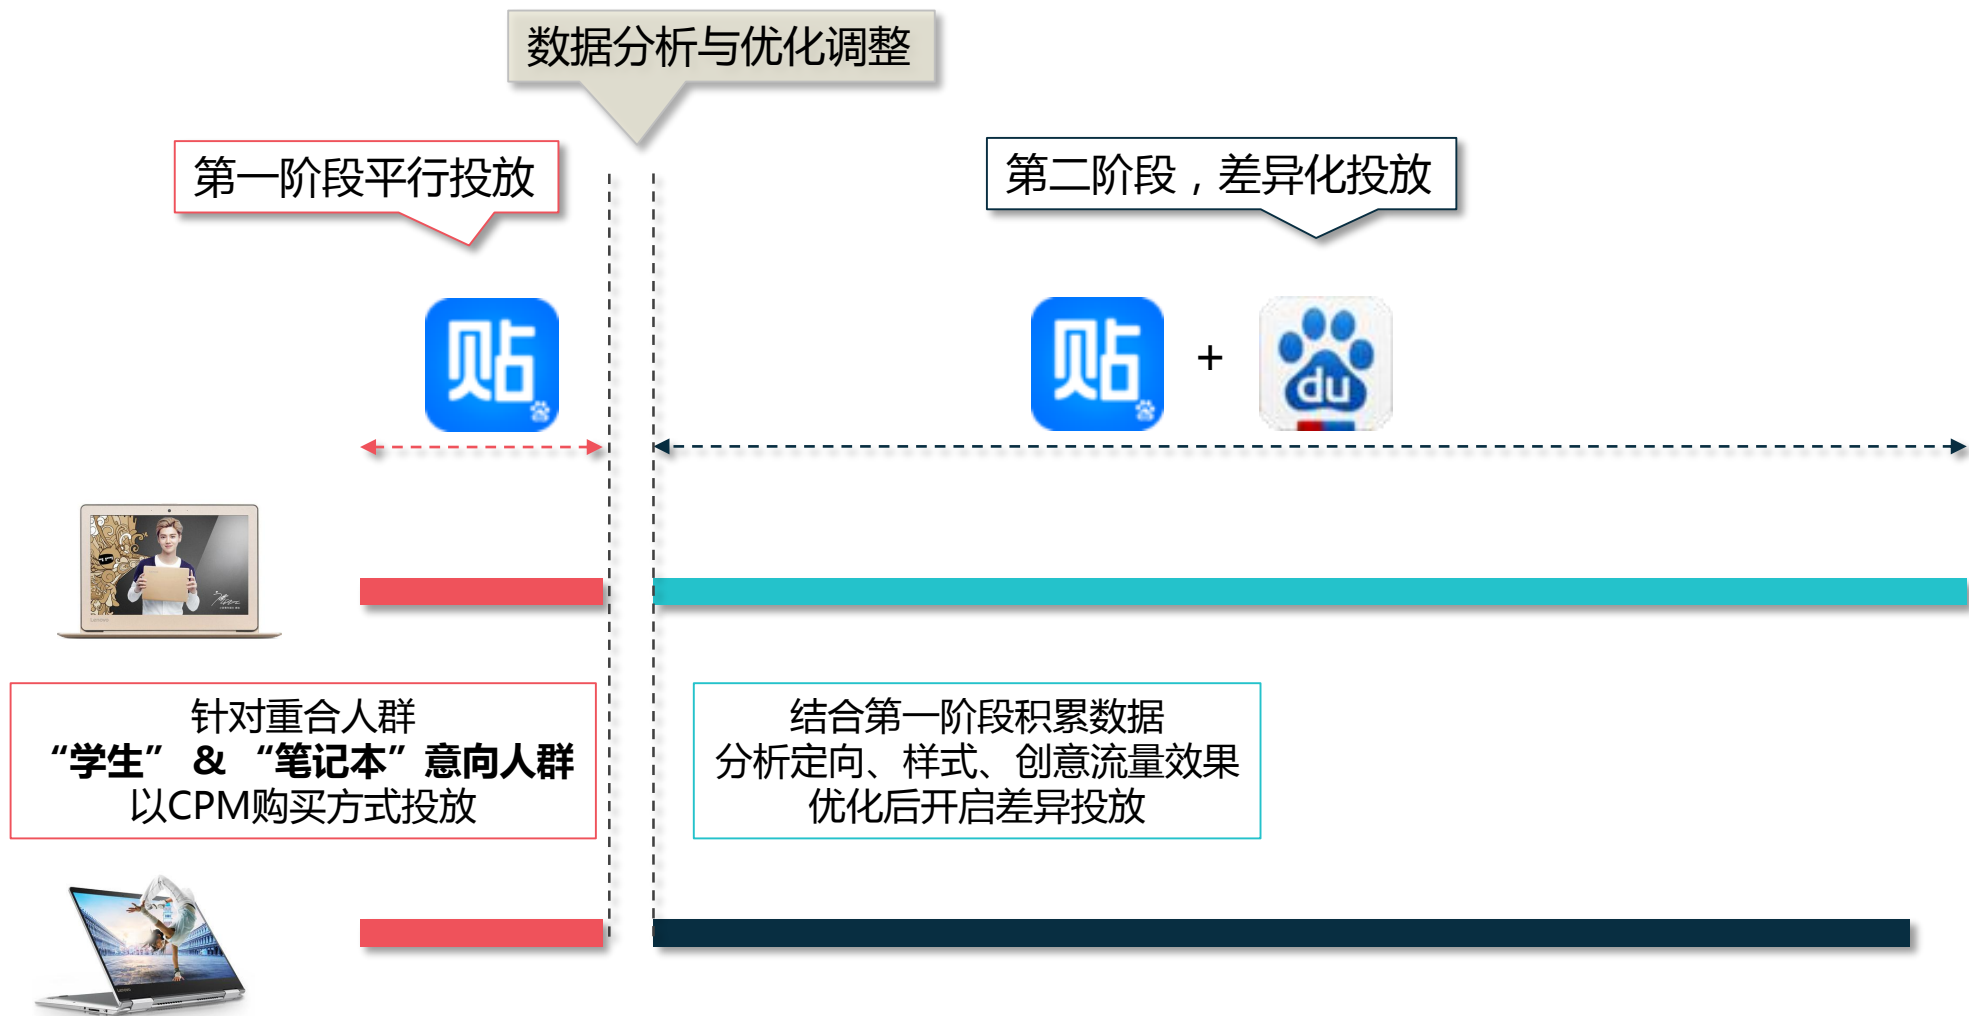 数据分析与优化调整
第一阶段平行投放
第二阶段，差异化投放
贴
贴
+
du
针对重合人群
“学生” & “笔记本”意向人群
以CPM购买方式投放
结合第一阶段积累数据
分析定向、样式、创意流量效果
优化后开启差异投放